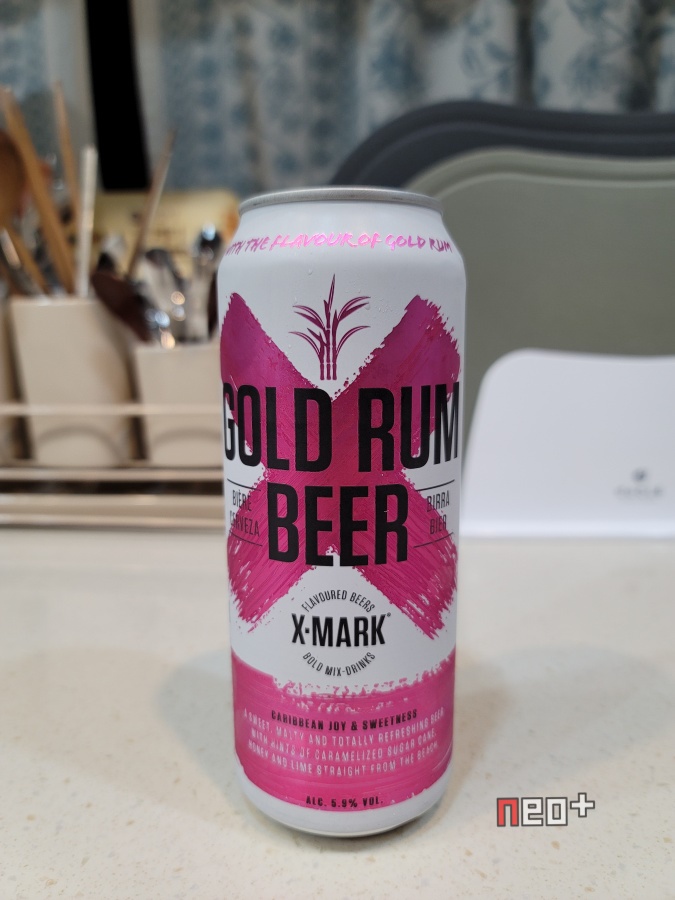 WITH THE FLAVOUR OF GOLD RUM
GOLD RUM
BIÈRE
CERVEZA
BEER
BIRRA
BIER
FLAVOURED BEERS
X·MARK®
BOLD MIX-DRINKS
CARIBBEAN JOY & SWEETNESS
A SWEET, MALTY AND TOTALLY REFRESHING BEER
WITH HINTS OF CARAMELIZED SUGAR CANE,
HONEY AND LIME STRAIGHT FROM THE BEACH.
ALC. 5.9% VOL.
neo+